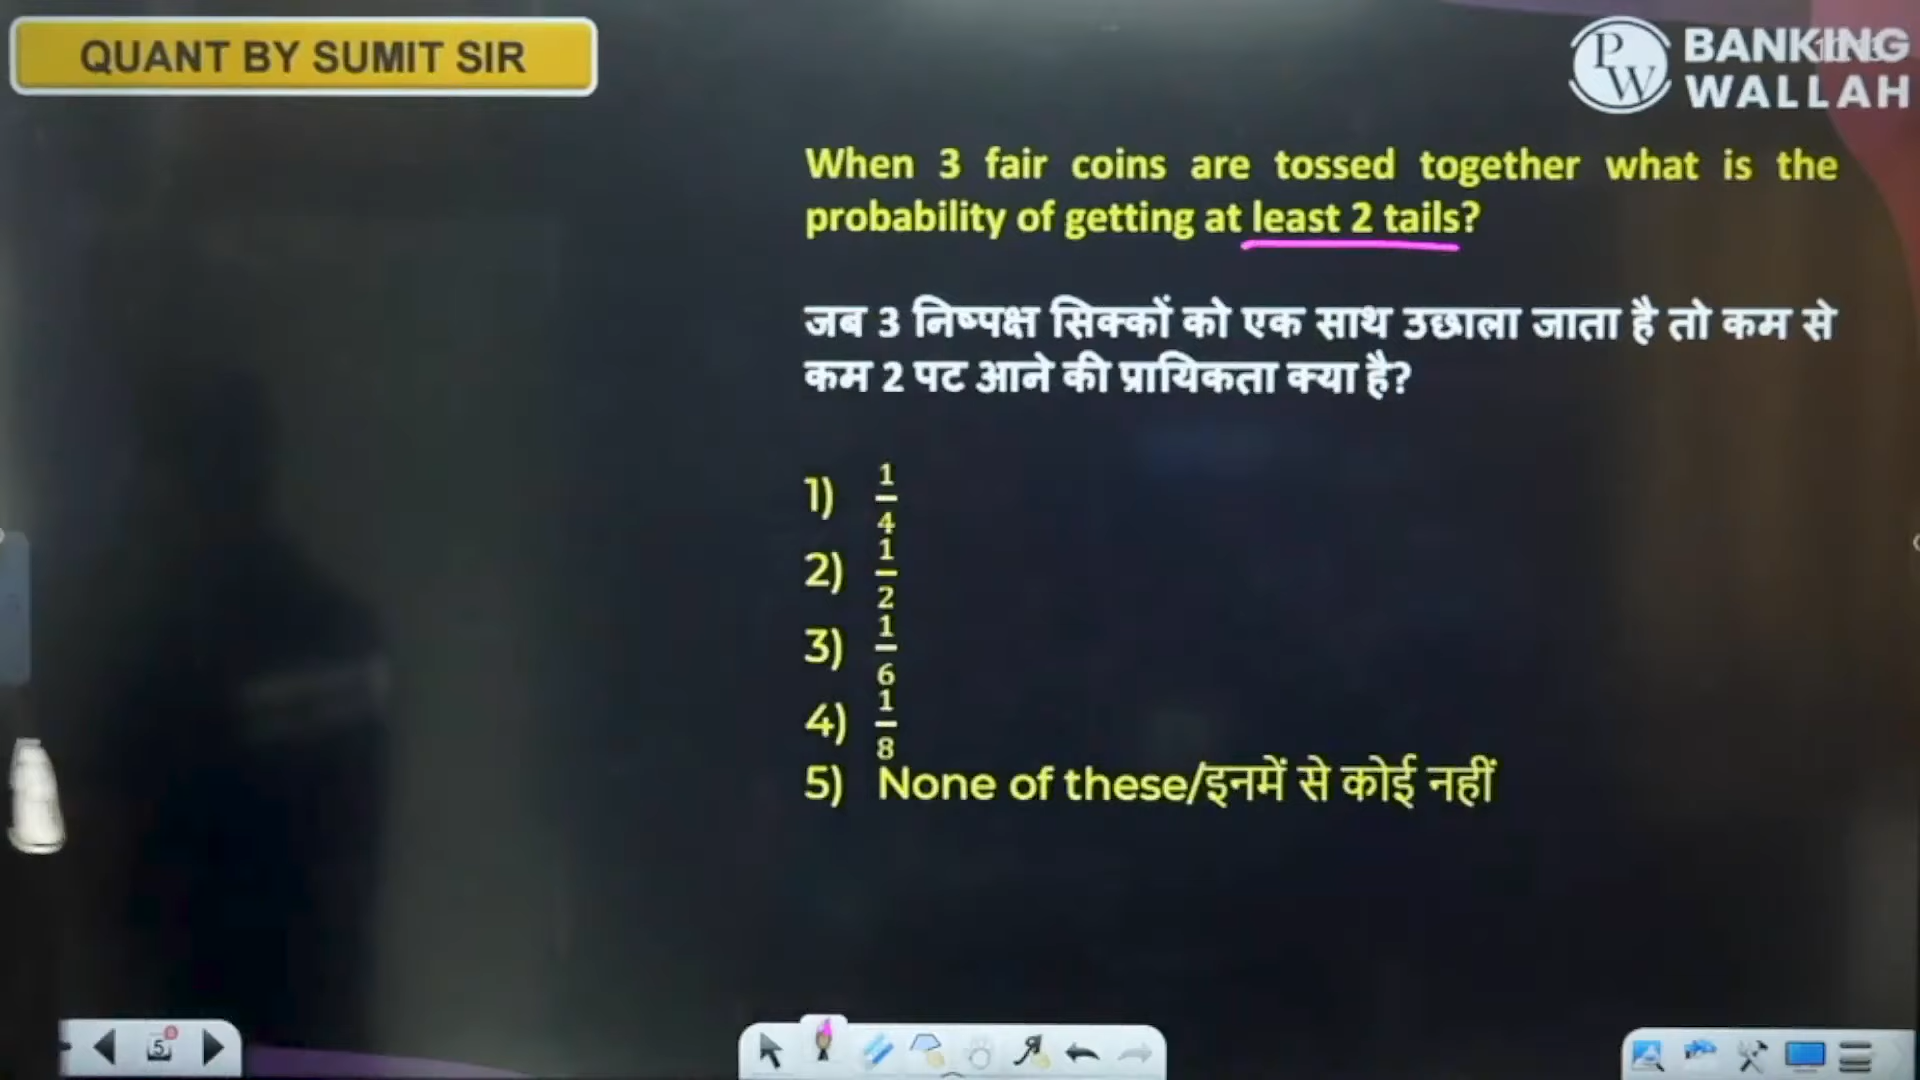 QUANT BY SUMIT SIR
PW BANKING
WALLAH
When 3 fair coins are tossed together what is the
probability of getting at least 2 tails?
जब 3 निष्पक्ष सिक्कों को एक साथ उछाला जाता है तो कम से
कम 2 पट आने की प्रायिकता क्या है?
1) 1/4
2) 1/2
3) 1/6
4) 1/8
5) None of these/इनमें से कोई नहीं
5